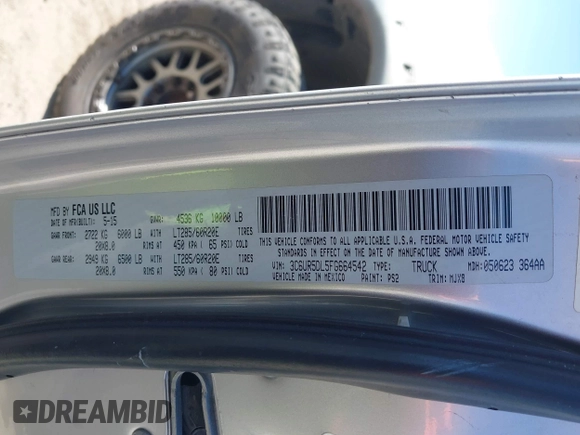 MFD BY FCA US LLC
DATE OF MFR(BUILT): 5-15 GVWR: 4536 KG 10000 LB
GAWR FRONT: 2722 KG 6000 LB WITH LT285/60R20E TIRES
20X8.0 RIMS AT 450 KPA ( 65 PSI) COLD
GAWR REAR: 2949 KG 6500 LB WITH LT285/60R20E TIRES
20X8.0 RIMS AT 550 KPA ( 80 PSI) COLD
THIS VEHICLE CONFORMS TO ALL APPLICABLE U.S.A. FEDERAL MOTOR VEHICLE SAFETY
STANDARDS IN EFFECT ON THE DATE OF MANUFACTURE SHOWN ABOVE.
VIN: 3C6UR5DL5FG664542 TYPE: TRUCK MDH: 050623 364AA
VEHICLE MADE IN MEXICO PAINT: PS2 TRIM: MJX8
DREAMBID